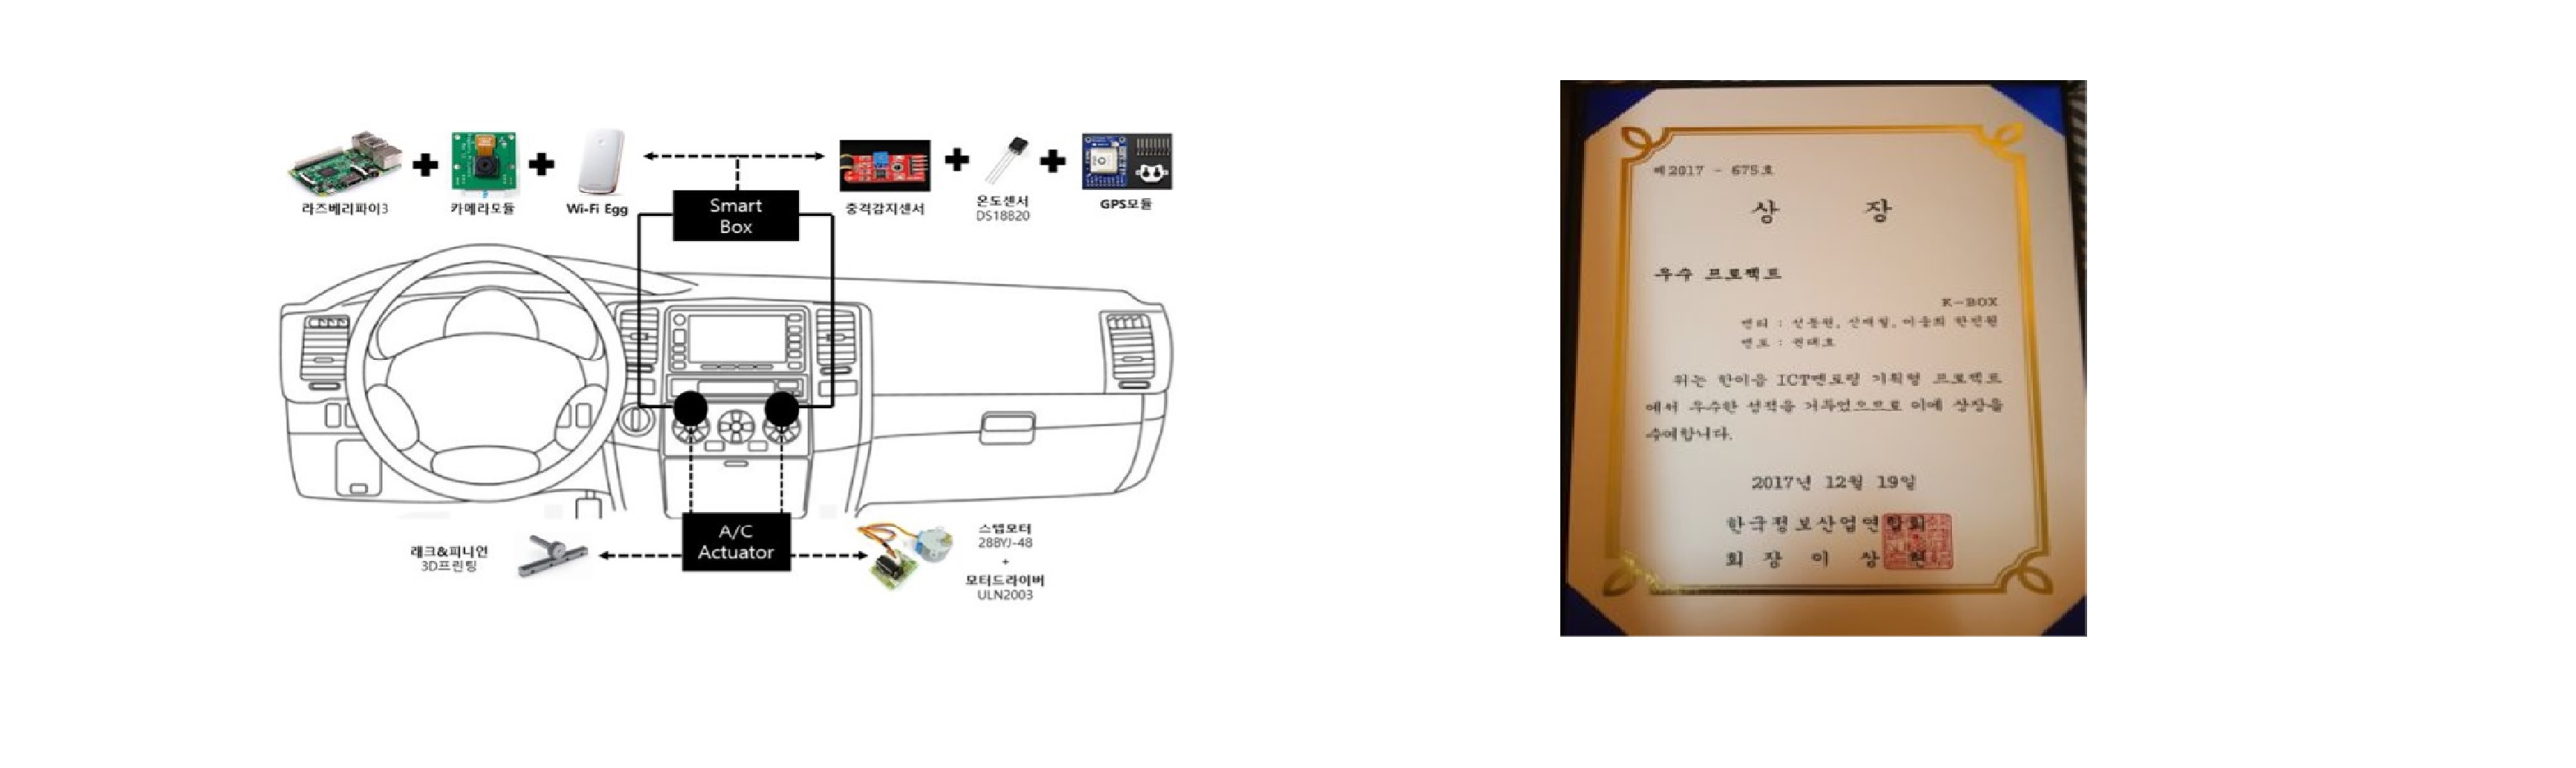 라즈베리파이3
카메라모듈
Wi-Fi Egg
Smart
Box
충격감지센서
온도센서
DS18820
GPS모듈
A/C
Actuator
래크&피니언
3D프린팅
스텝모터
28BYJ-48
+
모터드라이버
ULN2003
제2017 - 675호
상 장
우수 프로젝트
K-BOX
멘티 :
멘토 : 권태호
위는 한이음 ICT멘토링 기획형 프로젝트
에서 우수한 성적을 거두었으므로 이에 상장을
수여합니다.
2017년 12월 19일
한국정보산업연합회
회 장 이 상